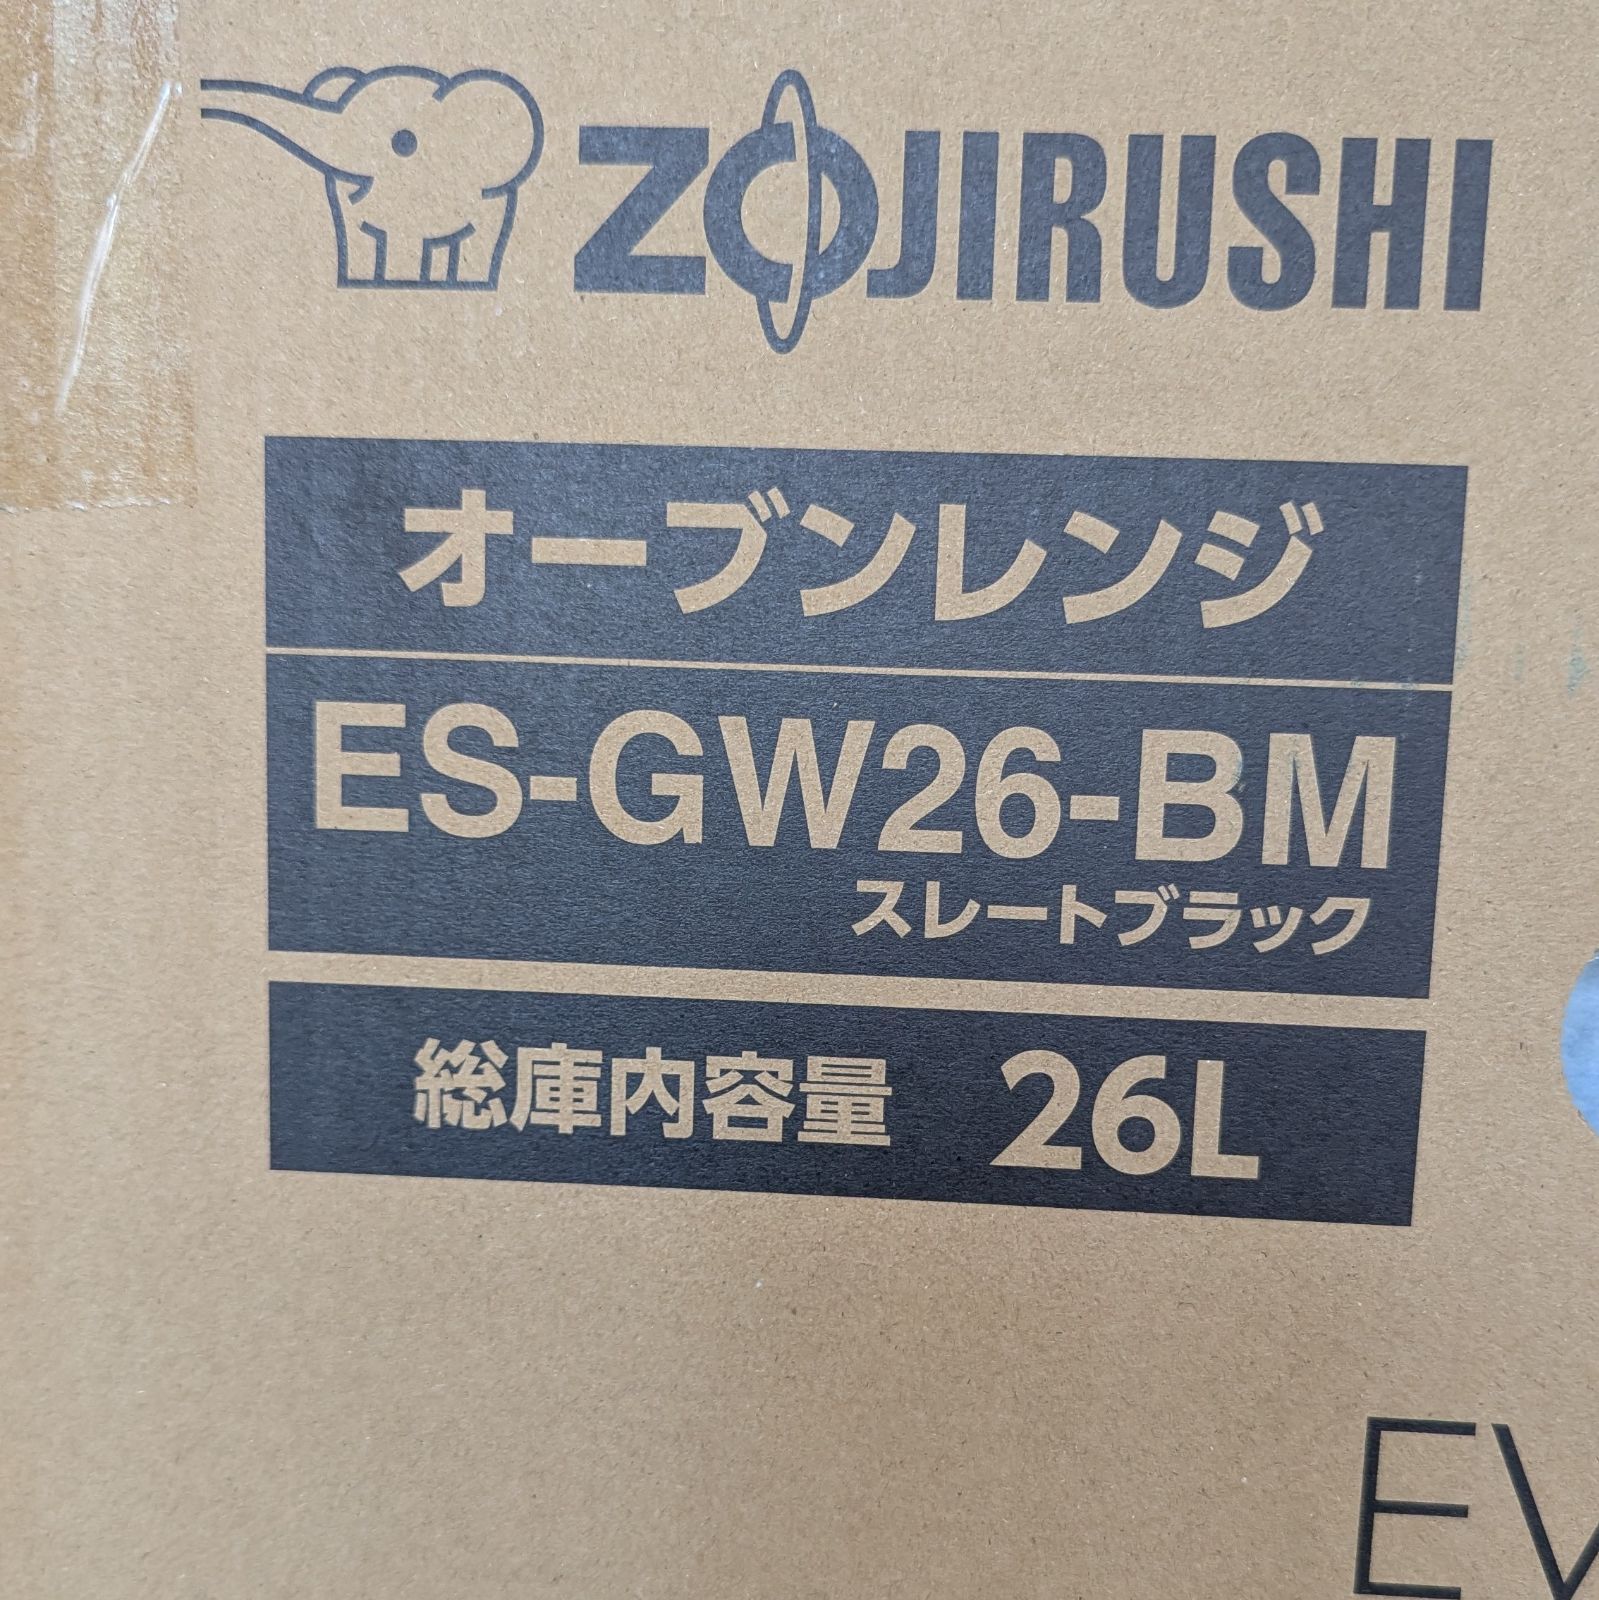 ZOJIRUSHI
オーブンレンジ
ES-GW26-BM
スレートブラック
総庫内容量 26L
EV